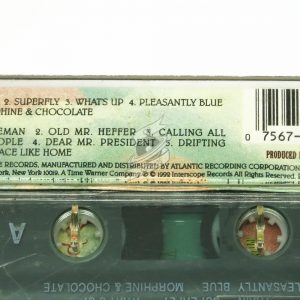 2. SUPERFLY 3. WHAT'S UP 4. PLEASANTLY BLUE
PHINE & CHOCOLATE
EMAN 2. OLD MR. HEFFER 3. CALLING ALL
OPLE 4. DEAR MR. PRESIDENT 5. DRIFTING
ACE LIKE HOME
0 7567-
PRODUCED
E RECORDS, MANUFACTURED AND DISTRIBUTED BY ATLANTIC RECORDING CORPORATION
rk, New York 10019. A Time Warner Company. © 1992 Interscope Records All Rights Reserved.
A
LEASANTLY BLUE MORPHINE & CHOCOLATE